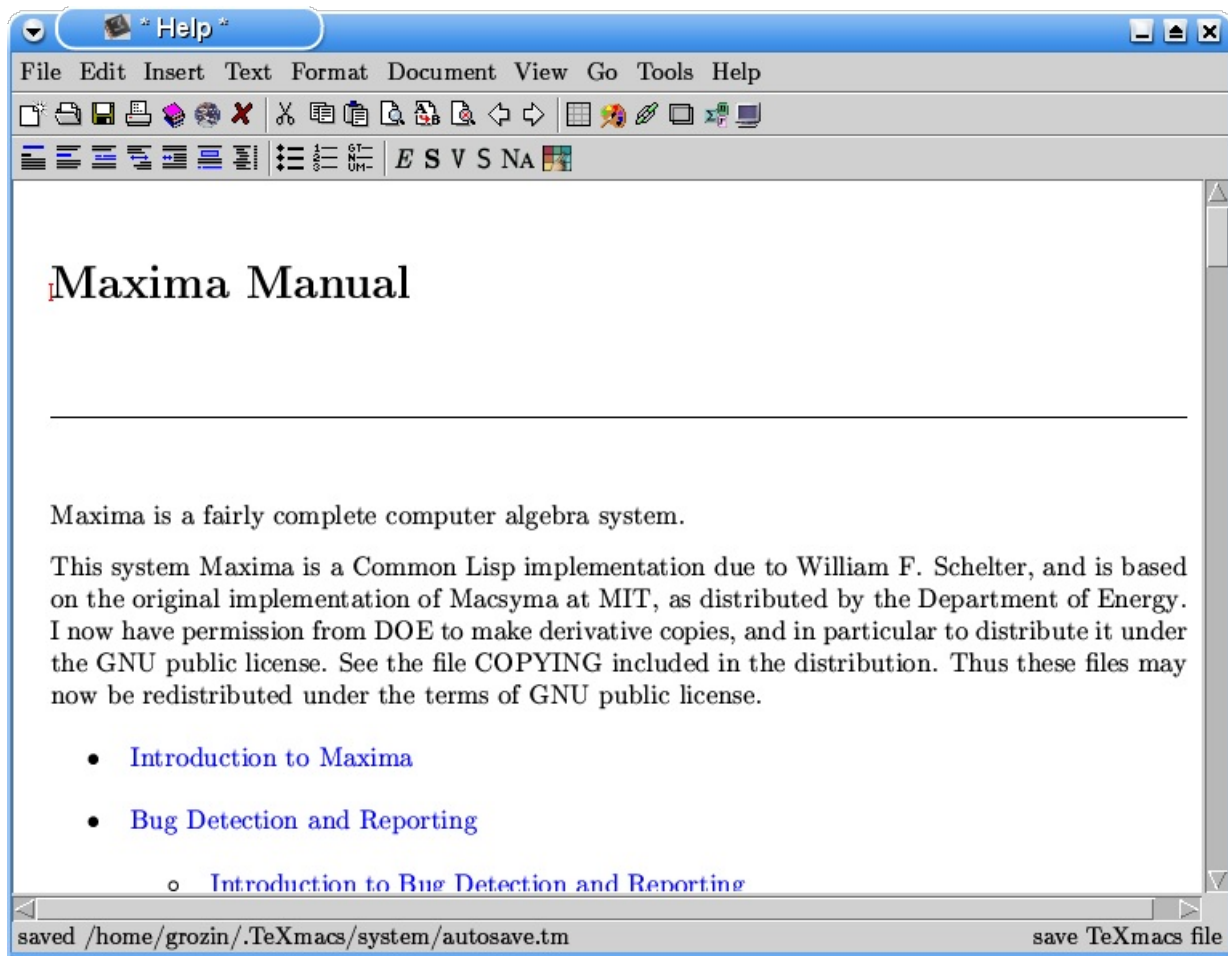 * Help *
File Edit Insert Text Format Document View Go Tools Help
E S V S NA
Maxima Manual
Maxima is a fairly complete computer algebra system.
This system Maxima is a Common Lisp implementation due to William F. Schelter, and is based
on the original implementation of Macsyma at MIT, as distributed by the Department of Energy.
I now have permission from DOE to make derivative copies, and in particular to distribute it under
the GNU public license. See the file COPYING included in the distribution. Thus these files may
now be redistributed under the terms of GNU public license.
• Introduction to Maxima
• Bug Detection and Reporting
◦ Introduction to Bug Detection and Reporting
saved /home/grozin/.TeXmacs/system/autosave.tm save TeXmacs file